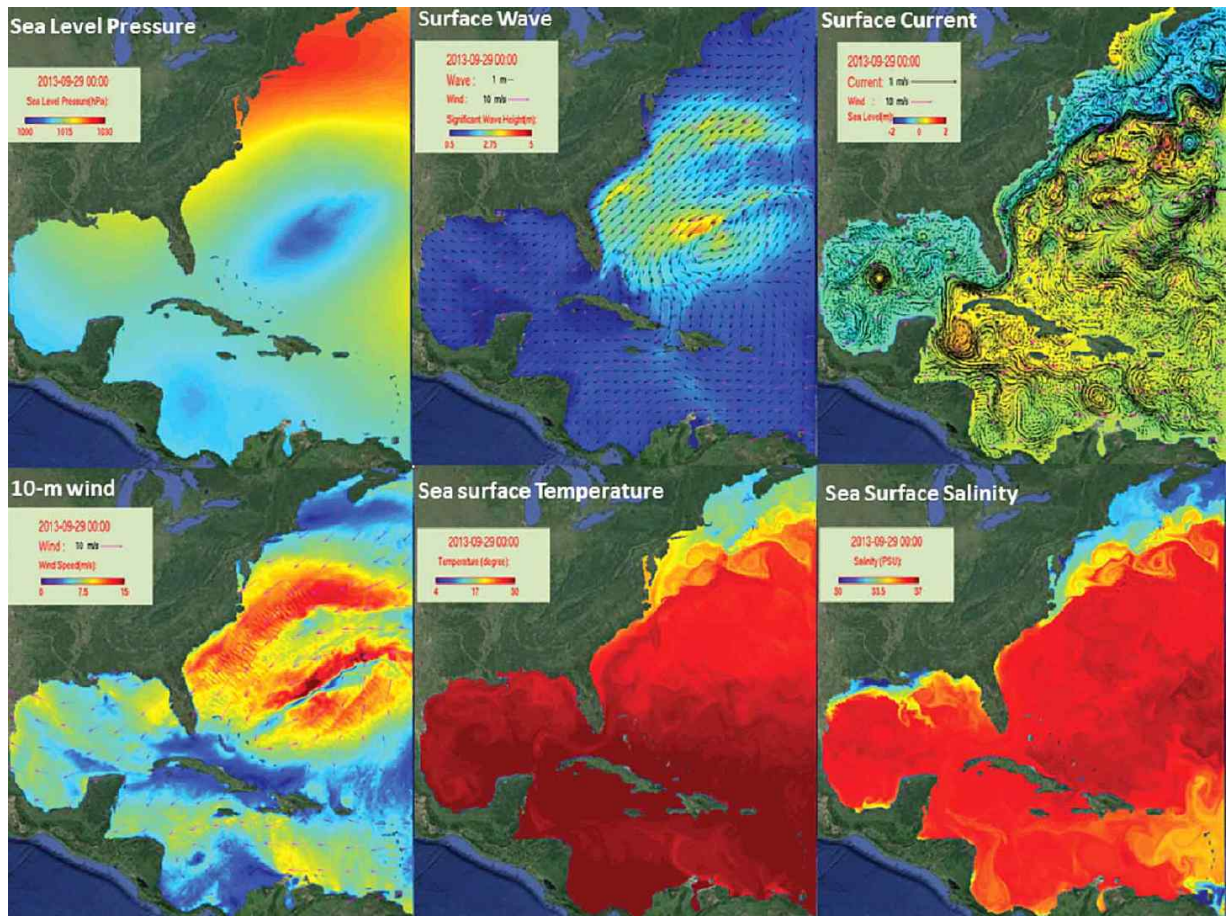 Sea Level Pressure
2013-09-29 00:00
Sea Level Pressure(hPa):
1000 1015 1030
Surface Wave
2013-09-29 00:00
Wave : 1 m
Wind : 10 m/s
Significant Wave Height(m):
0.5 2.75 5
Surface Current
2013-09-29 00:00
Current: 1 m/s
Wind : 10 m/s
Sea Level(m):
-2 0 2
10-m wind
2013-09-29 00:00
Wind : 10 m/s
Wind Speed(m/s)
0 7.5 15
Sea surface Temperature
2013-09-29 00:00
Temperature (degree):
4 17 30
Sea Surface Salinity
2013-09-29 00:00
Salinity (PSU):
30 33.5 37